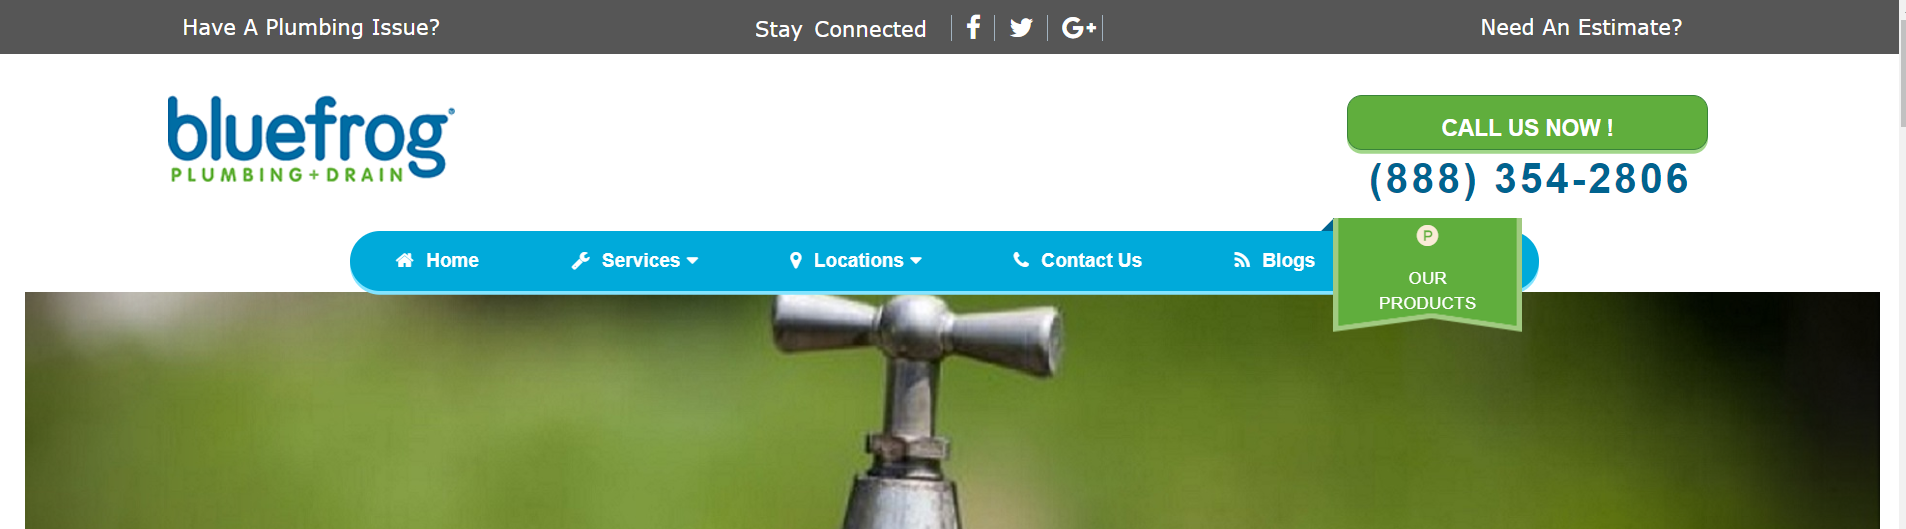 Have A Plumbing Issue?
Stay Connected
Need An Estimate?
bluefrog
PLUMBING+DRAIN
CALL US NOW !
(888) 354-2806
Home
Services
Locations
Contact Us
Blogs
P
OUR
PRODUCTS